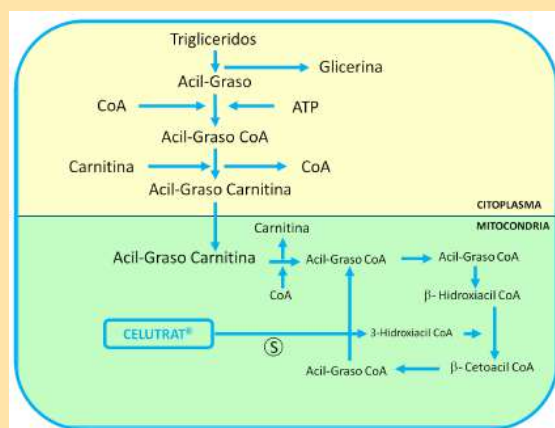 Trigliceridos
Glicerina
Acil-Graso
CoA
ATP
Acil-Graso CoA
Carnitina
CoA
Acil-Graso Carnitina
CITOPLASMA
MITOCONDRIA
Carnitina
Acil-Graso Carnitina
Acil-Graso CoA
Acil-Graso CoA
CoA
β- Hidroxiacil CoA
CELUTRAT®
3-Hidroxiacil CoA
S
Acil-Graso CoA
β- Cetoacil CoA